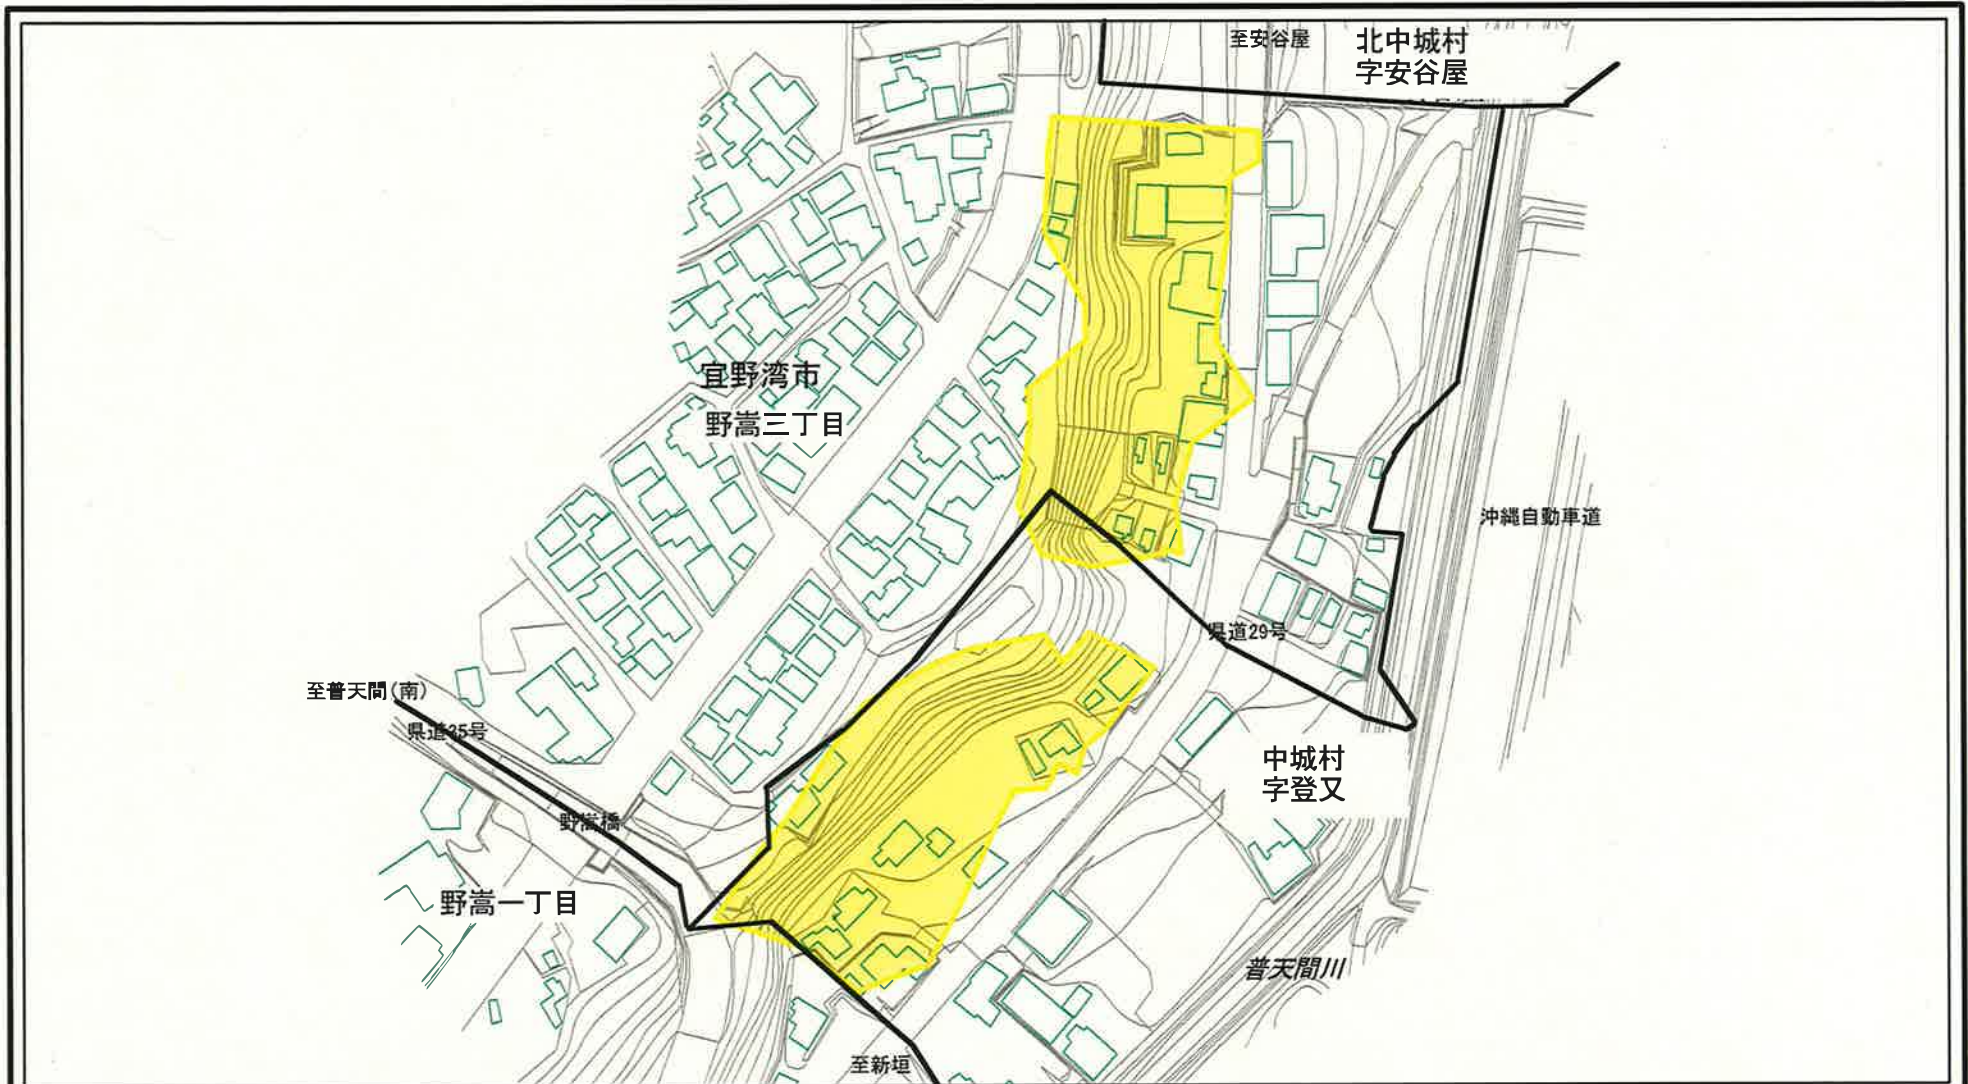 至安谷屋
北中城村
字安谷屋
宜野湾市
野嵩三丁目
沖縄自動車道
県道29号
至普天間(南)
県道35号
中城村
字登又
野嵩橋
野嵩一丁目
普天間川
至新垣